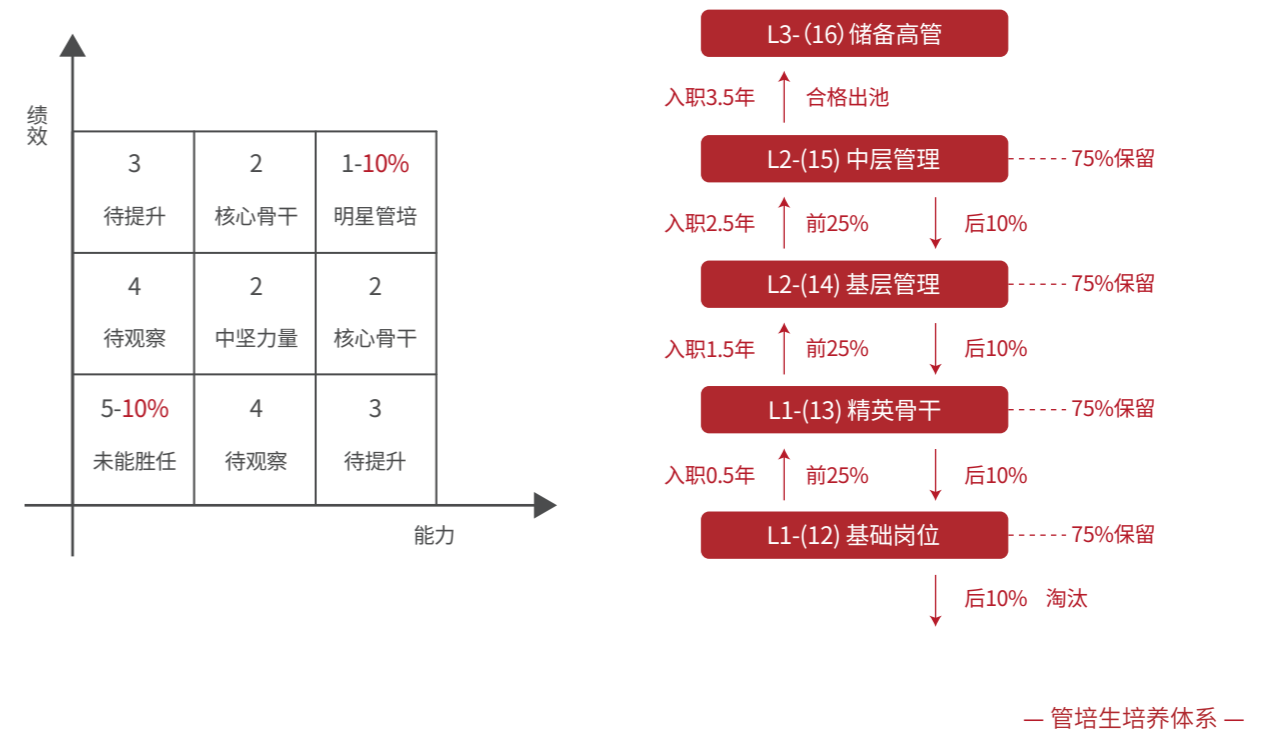 绩效
3
2
1-10%
待提升
核心骨干
明星管培
4
2
2
待观察
中坚力量
核心骨干
5-10%
4
3
未能胜任
待观察
待提升
能力
L3-（16）储备高管
入职3.5年
合格出池
L2-(15) 中层管理
75%保留
入职2.5年
前25%
后10%
L2-(14) 基层管理
75%保留
入职1.5年
前25%
后10%
L1-(13) 精英骨干
75%保留
入职0.5年
前25%
后10%
L1-(12) 基础岗位
75%保留
后10% 淘汰
— 管培生培养体系 —